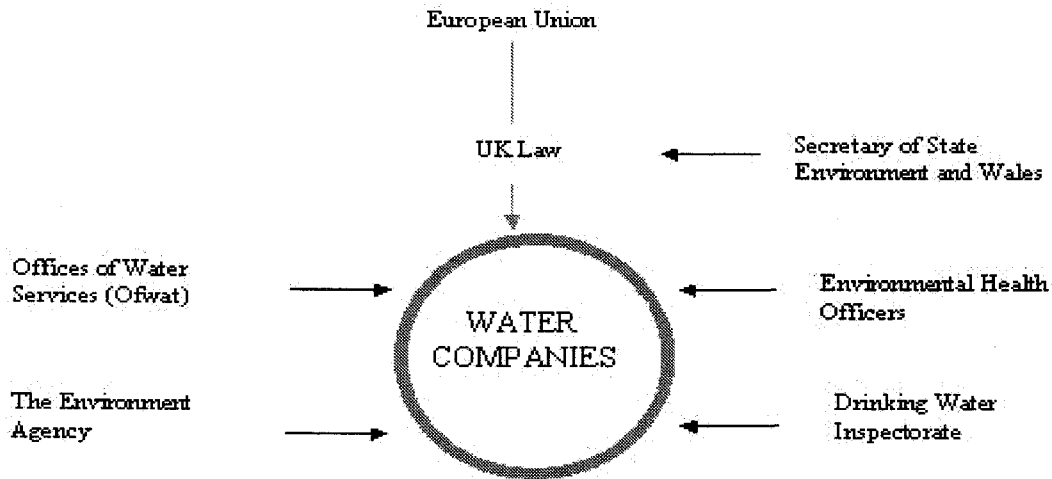 European Union
UK Law
Secretary of State
Environment and Wales
Offices of Water
Services (Ofwat)
Environmental Health
Officers
WATER
COMPANIES
The Environment
Agency
Drinking Water
Inspectorate